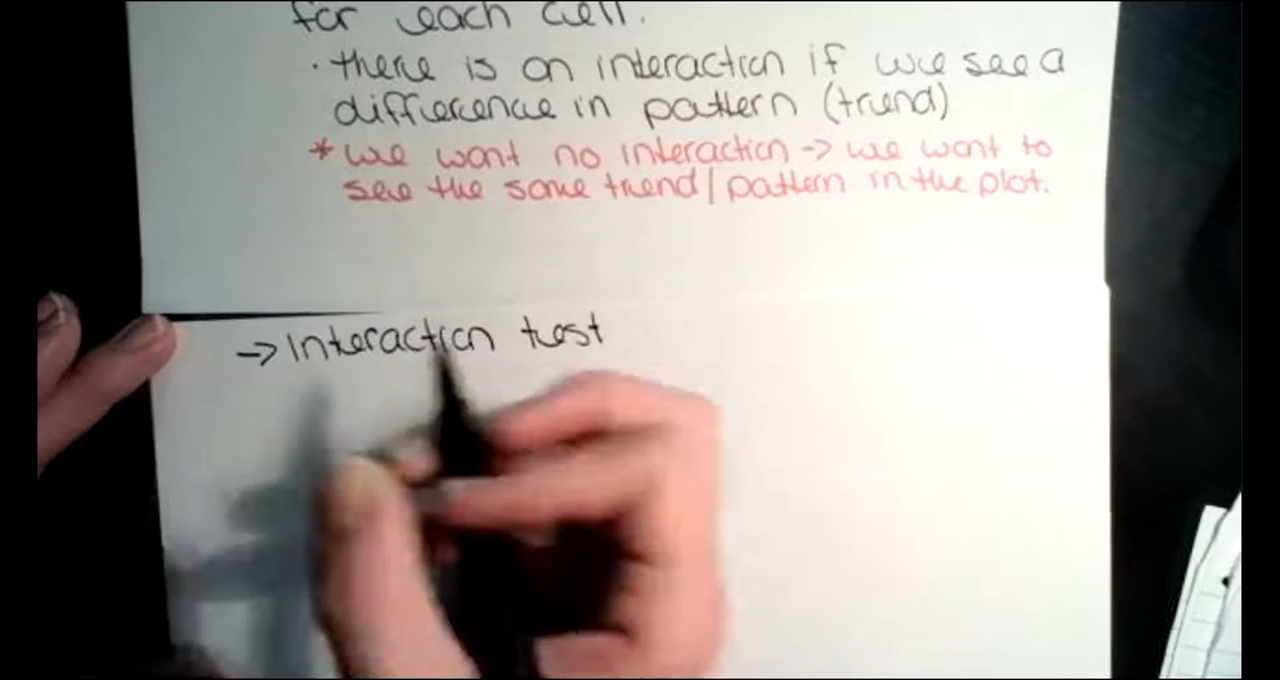 for each cell.
· there is an interaction if we see a
difference in pattern (trend)
* we want no interaction -> we want to
see the same trend/pattern in the plot.
-> Interaction test